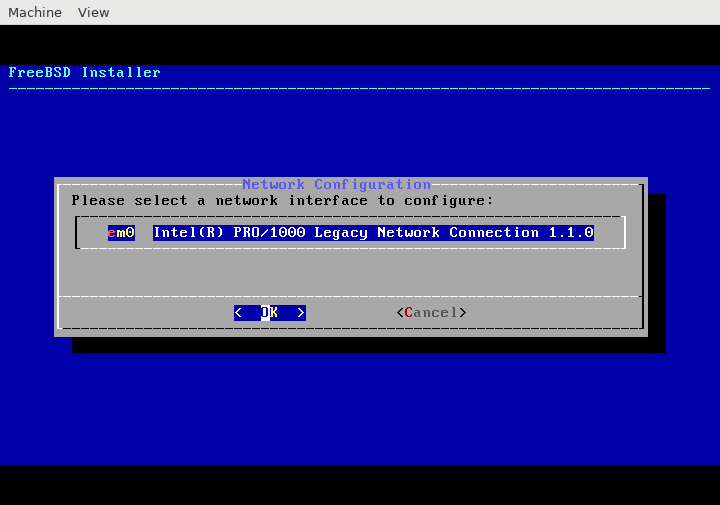 Machine View
FreeBSD Installer
Network Configuration
Please select a network interface to configure:
em0 Intel(R) PRO/1000 Legacy Network Connection 1.1.0
< OK > <Cancel>